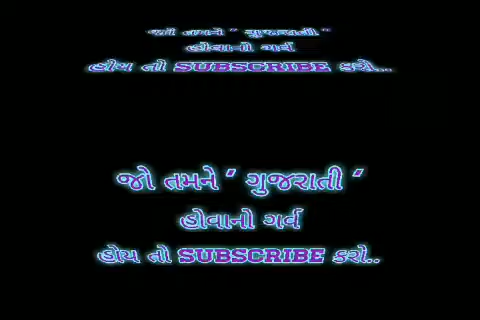 જો તમને ‘ ગુજરાતી ‘
હોવાનો ગર્વ
હોય તો SUBSCRIBE કરો...
જો તમને ‘ ગુજરાતી ‘
હોવાનો ગર્વ
હોય તો SUBSCRIBE કરો..